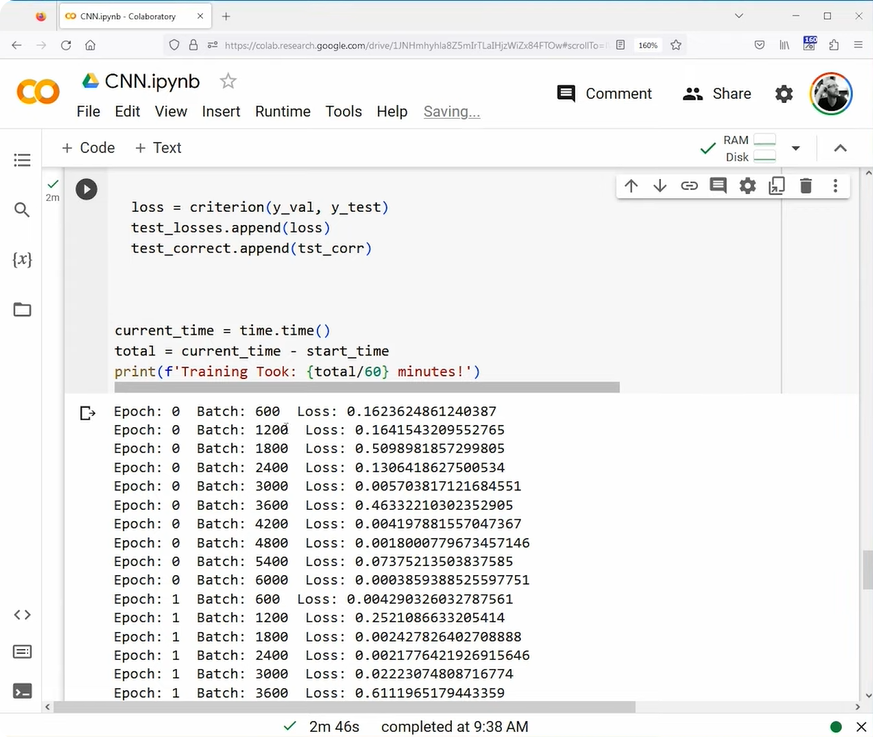 CNN.ipynb - Colaboratory
160
160%
CNN.ipynb
Comment
Share
File Edit View Insert Runtime Tools Help Saving...
+ Code + Text
RAM
Disk
2m
{x}
loss = criterion(y_val, y_test)
test_losses.append(loss)
test_correct.append(tst_corr)
current_time = time.time()
total = current_time - start_time
print(f'Training Took: {total/60} minutes!')
Epoch: 0 Batch: 600 Loss: 0.1623624861240387
Epoch: 0 Batch: 1200 Loss: 0.1641543209552765
Epoch: 0 Batch: 1800 Loss: 0.5098981857299805
Epoch: 0 Batch: 2400 Loss: 0.1306418627500534
Epoch: 0 Batch: 3000 Loss: 0.005703817121684551
Epoch: 0 Batch: 3600 Loss: 0.46332210302352905
Epoch: 0 Batch: 4200 Loss: 0.004197881557047367
Epoch: 0 Batch: 4800 Loss: 0.0018000779673457146
Epoch: 0 Batch: 5400 Loss: 0.07375213503837585
Epoch: 0 Batch: 6000 Loss: 0.0003859388525597751
Epoch: 1 Batch: 600 Loss: 0.004290326032787561
Epoch: 1 Batch: 1200 Loss: 0.2521086633205414
Epoch: 1 Batch: 1800 Loss: 0.002427826402708888
Epoch: 1 Batch: 2400 Loss: 0.0021776421926915646
Epoch: 1 Batch: 3000 Loss: 0.02223074808716774
Epoch: 1 Batch: 3600 Loss: 0.6111965179443359
2m 46s completed at 9:38 AM